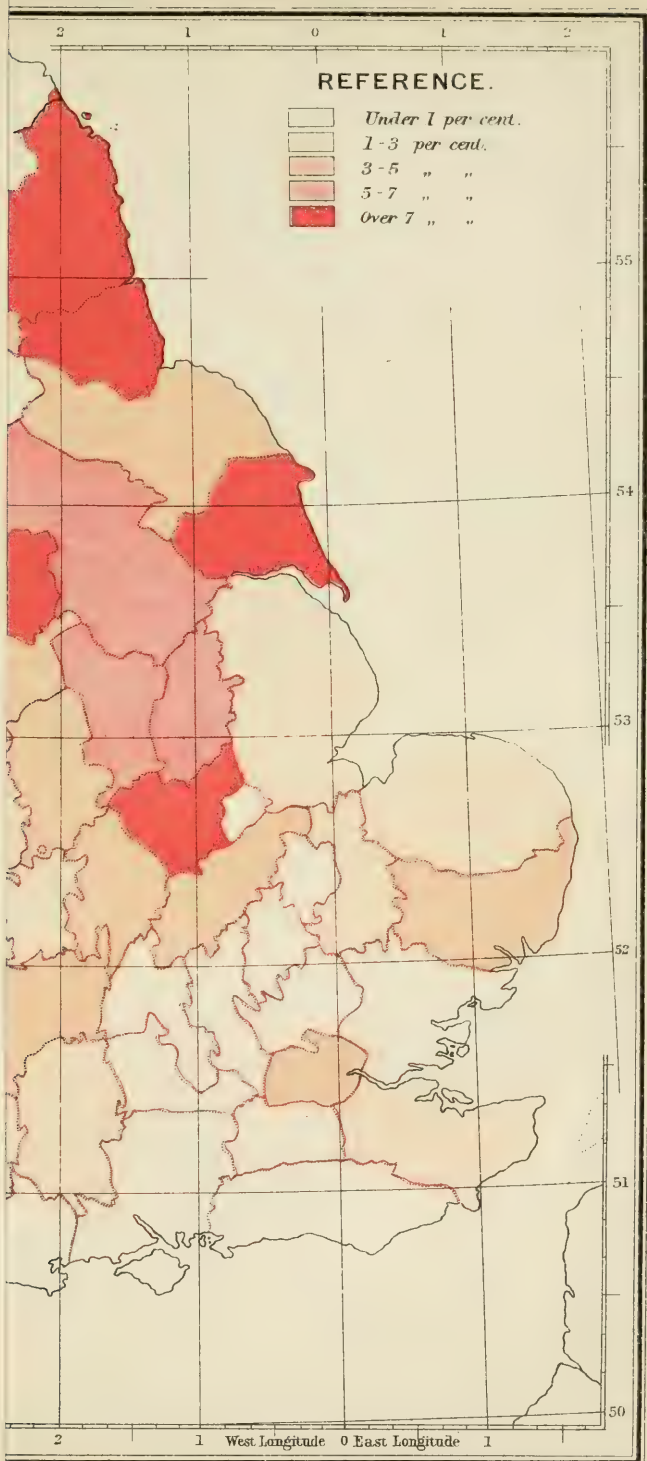 2 1 0 1 2
REFERENCE.
Under 1 per cent.
1-3 per cent.
3-5 „ „
5-7 „ „
Over 7 „ „
55
54
53
52
51
50
2 1 West Longitude 0 East Longitude 1